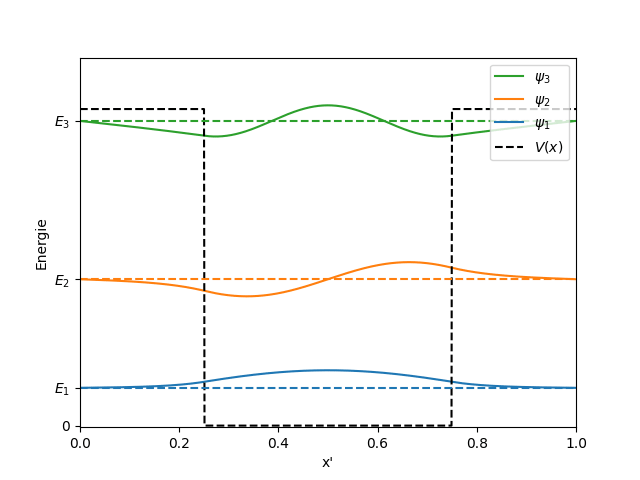 ψ₃
ψ₂
ψ₁
V(x)
E₃
E₂
E₁
0
Energie
0.0 0.2 0.4 0.6 0.8 1.0
x'